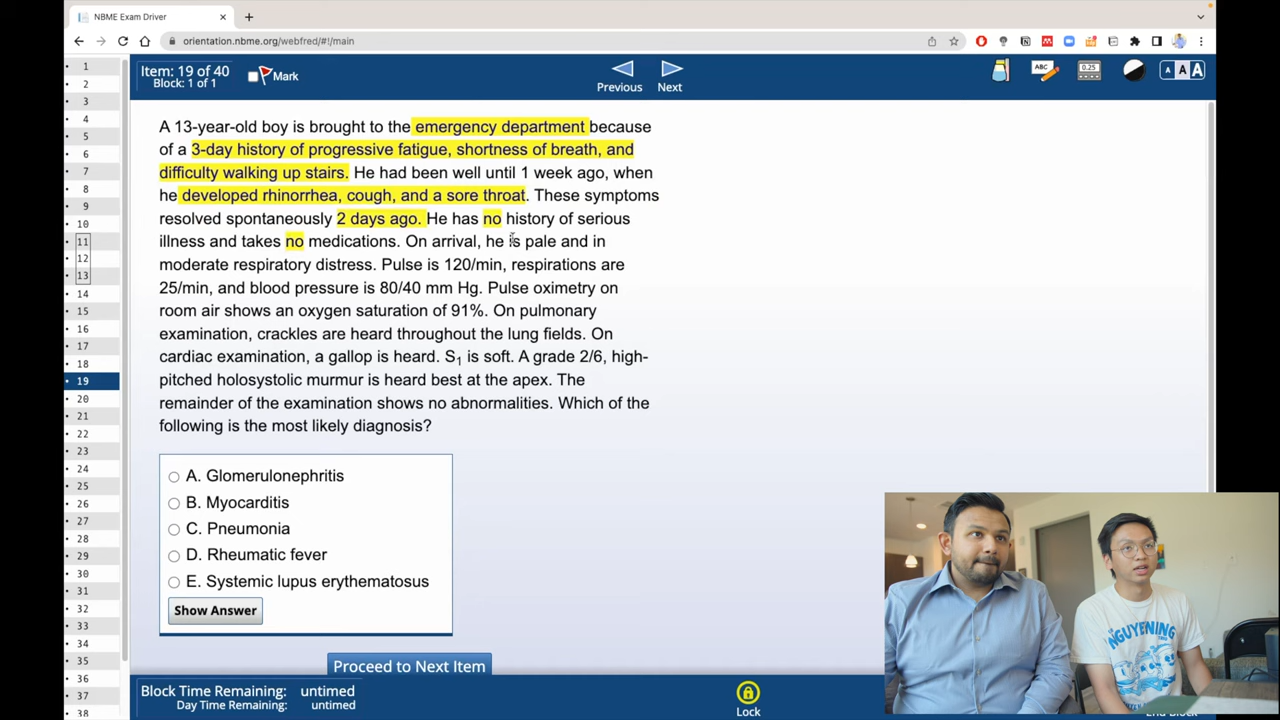 NBME Exam Driver
orientation.nbme.org/webfred/#!/main
Item: 19 of 40
Block: 1 of 1
Mark
Previous
Next
ABC
0.25
A A A
1
2
3
4
5
6
7
8
9
10
11
12
13
14
15
16
17
18
19
20
21
22
23
24
25
26
27
28
29
30
31
32
33
34
35
36
37
38
A 13-year-old boy is brought to the emergency department because
of a 3-day history of progressive fatigue, shortness of breath, and
difficulty walking up stairs. He had been well until 1 week ago, when
he developed rhinorrhea, cough, and a sore throat. These symptoms
resolved spontaneously 2 days ago. He has no history of serious
illness and takes no medications. On arrival, he is pale and in
moderate respiratory distress. Pulse is 120/min, respirations are
25/min, and blood pressure is 80/40 mm Hg. Pulse oximetry on
room air shows an oxygen saturation of 91%. On pulmonary
examination, crackles are heard throughout the lung fields. On
cardiac examination, a gallop is heard. S1 is soft. A grade 2/6, high-
pitched holosystolic murmur is heard best at the apex. The
remainder of the examination shows no abnormalities. Which of the
following is the most likely diagnosis?
A. Glomerulonephritis
B. Myocarditis
C. Pneumonia
D. Rheumatic fever
E. Systemic lupus erythematosus
Show Answer
Proceed to Next Item
NGUYENING
Block Time Remaining: untimed
Day Time Remaining: untimed
Lock
End Block